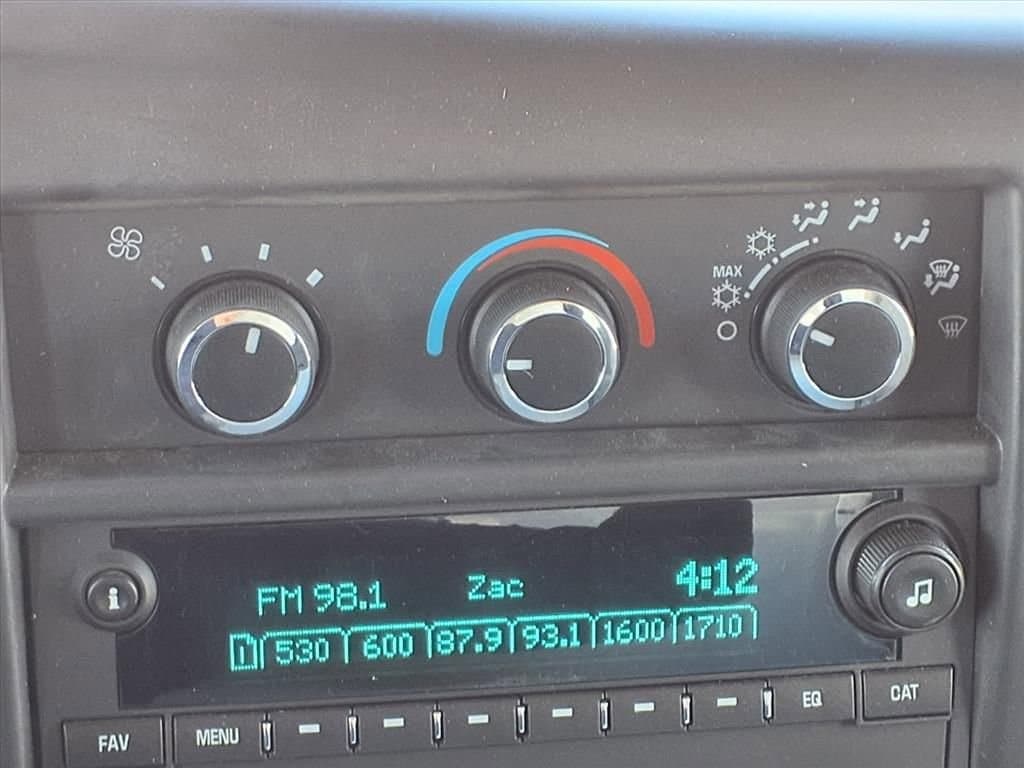 MAX
FM 98.1 Zac 4:12
1 530 600 87.9 93.1 1600 1710
i
FAV MENU EQ CAT